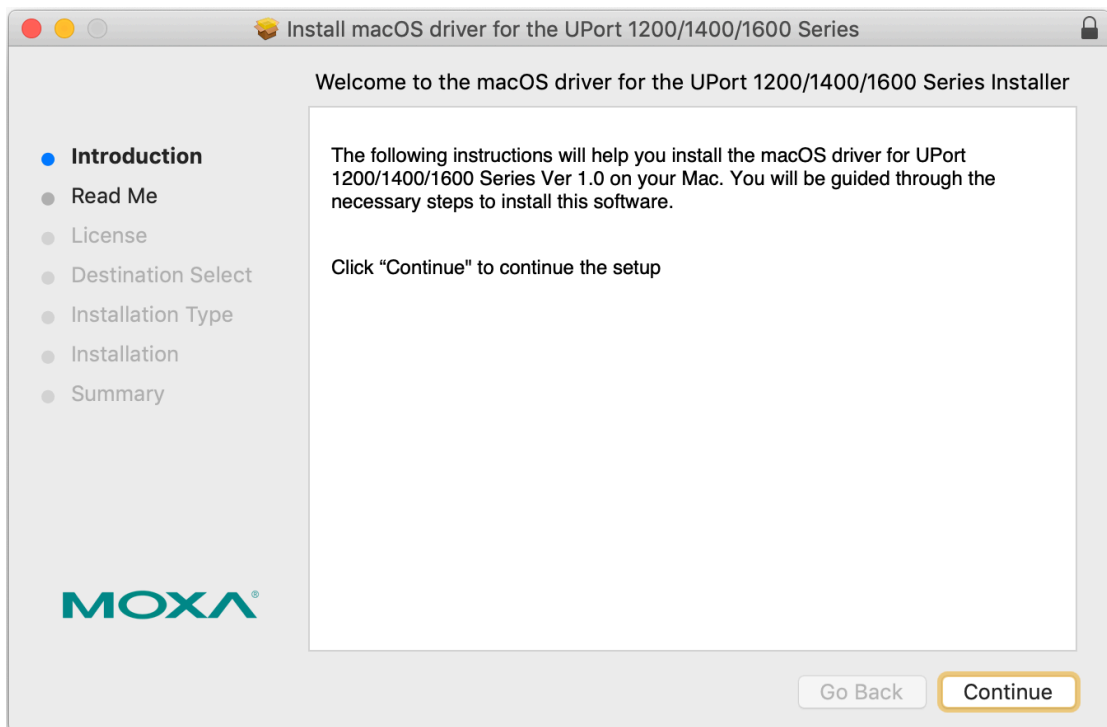 Install macOS driver for the UPort 1200/1400/1600 Series
Welcome to the macOS driver for the UPort 1200/1400/1600 Series Installer
Introduction
Read Me
License
Destination Select
Installation Type
Installation
Summary
The following instructions will help you install the macOS driver for UPort
1200/1400/1600 Series Ver 1.0 on your Mac. You will be guided through the
necessary steps to install this software.
Click “Continue" to continue the setup
MOXA®
Go Back
Continue